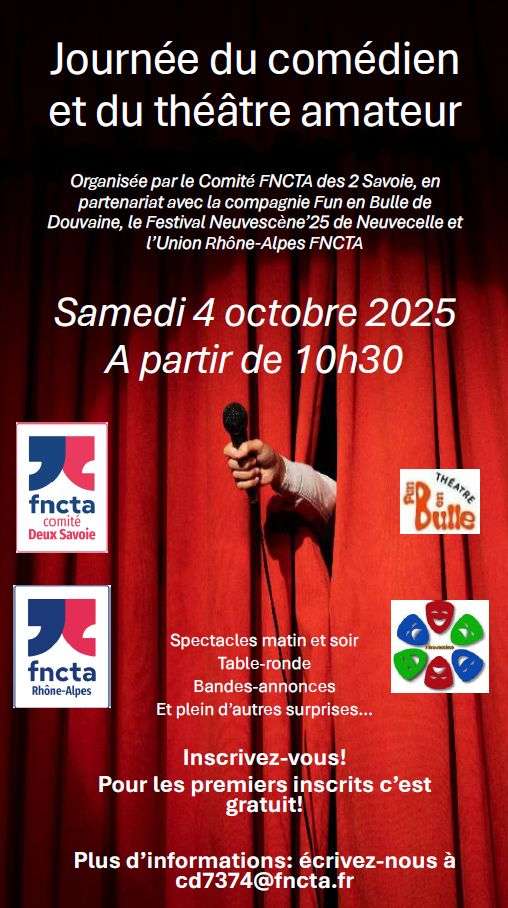 Journée du comédien
et du théâtre amateur
Organisée par le Comité FNCTA des 2 Savoie, en
partenariat avec la compagnie Fun en Bulle de
Douvaine, le Festival Neuvescène'25 de Neuvecelle et
l'Union Rhône-Alpes FNCTA
Samedi 4 octobre 2025
A partir de 10h30
fncta
comité
Deux Savoie
THÉATRE
Fun
en
Bulle
fncta
Rhône-Alpes
Spectacles matin et soir
Table-ronde
Bandes-annonces
Et plein d'autres surprises...
Inscrivez-vous!
Pour les premiers inscrits c'est
gratuit!
Plus d'informations: écrivez-nous à
cd7374@fncta.fr